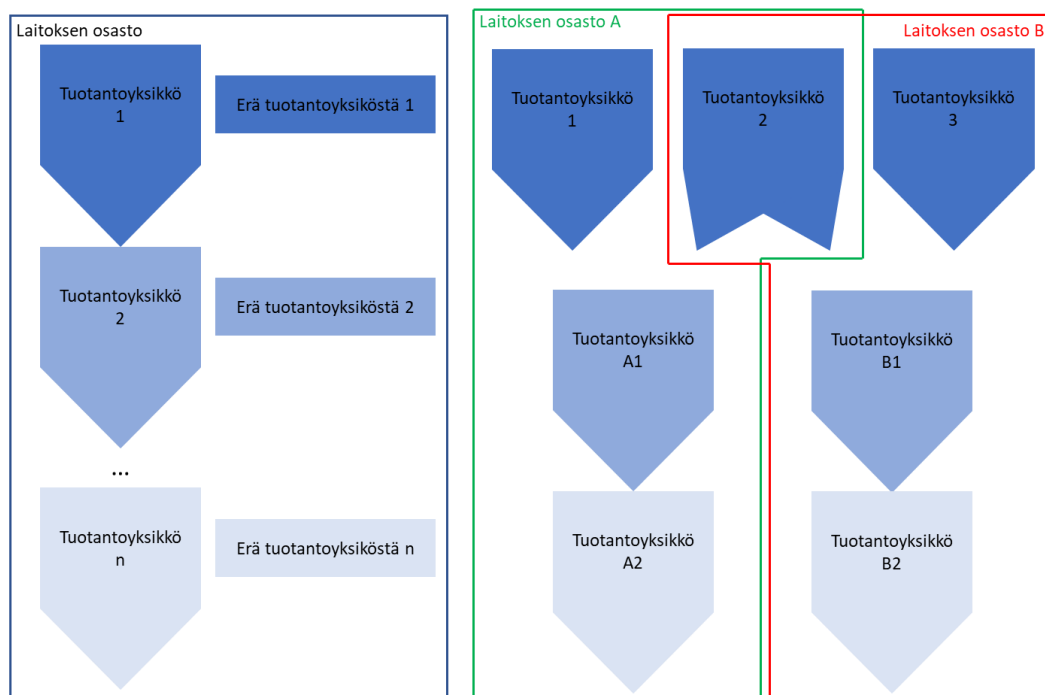 Laitoksen osasto
Tuotantoyksikkö
1
Erä tuotantoyksiköstä 1
Tuotantoyksikkö
2
Erä tuotantoyksiköstä 2
...
Tuotantoyksikkö
n
Erä tuotantoyksiköstä n
Laitoksen osasto A
Laitoksen osasto B
Tuotantoyksikkö
1
Tuotantoyksikkö
2
Tuotantoyksikkö
3
Tuotantoyksikkö
A1
Tuotantoyksikkö
B1
Tuotantoyksikkö
A2
Tuotantoyksikkö
B2